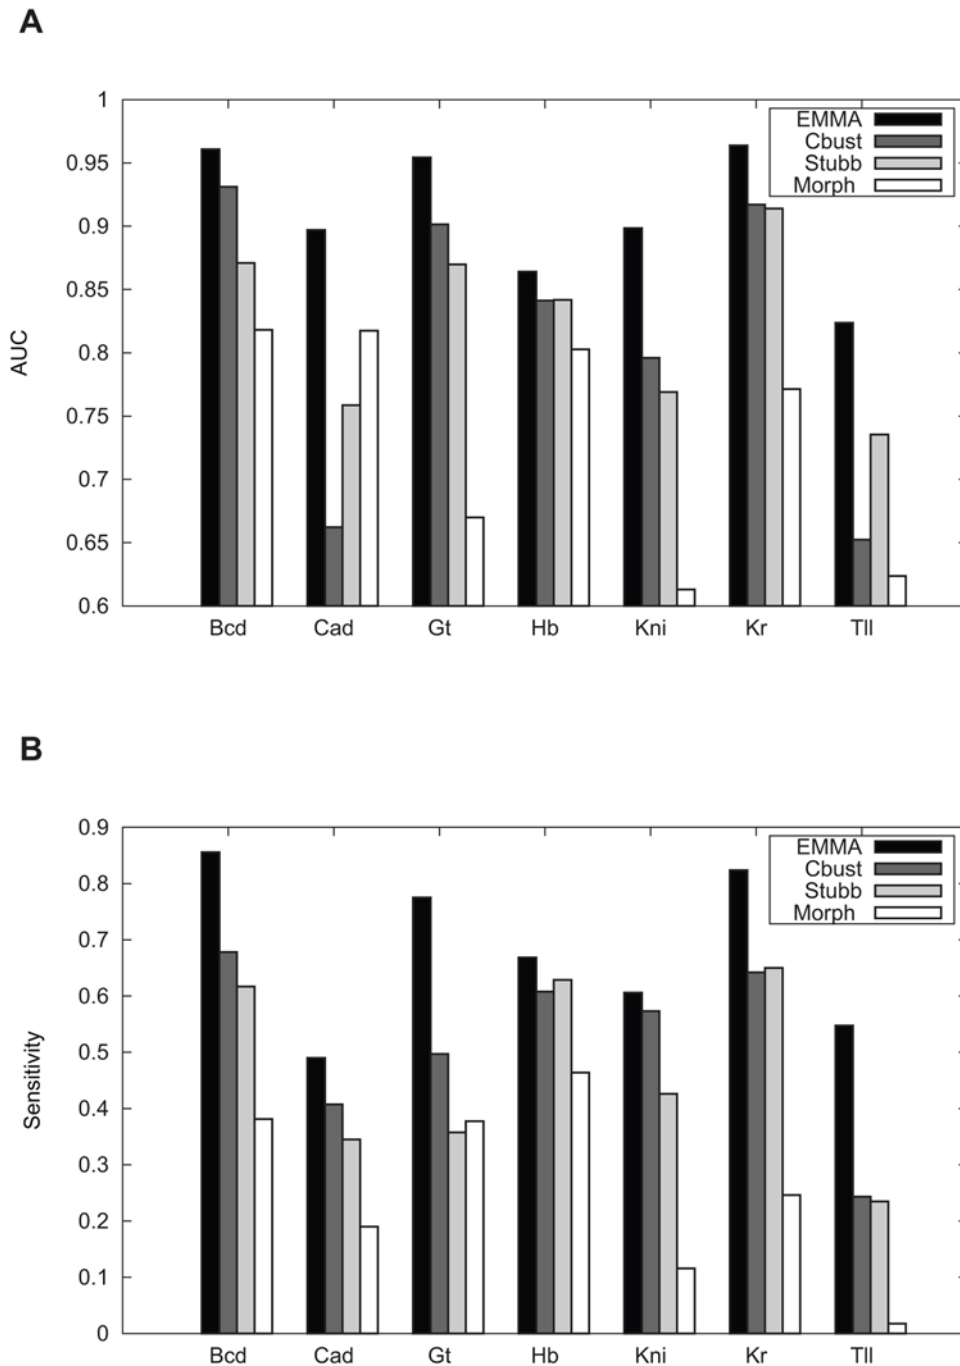 A
1
0.95
0.9
0.85
0.8
0.75
0.7
0.65
0.6
AUC
EMMA
Cbust
Stubb
Morph
Bcd Cad Gt Hb Kni Kr Tll
B
0.9
0.8
0.7
0.6
0.5
0.4
0.3
0.2
0.1
0
Sensitivity
EMMA
Cbust
Stubb
Morph
Bcd Cad Gt Hb Kni Kr Tll